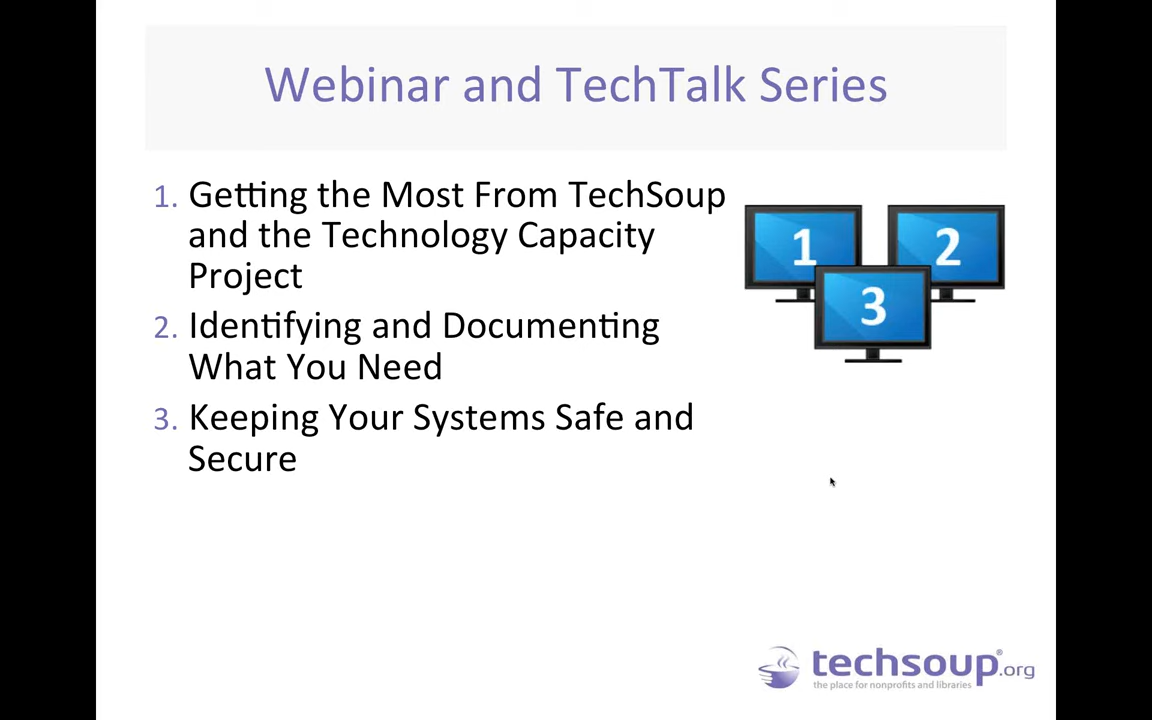 Webinar and TechTalk Series
1. Getting the Most From TechSoup
and the Technology Capacity
Project
2. Identifying and Documenting
What You Need
3. Keeping Your Systems Safe and
Secure
1
2
3
techsoup®.org
the place for nonprofits and libraries